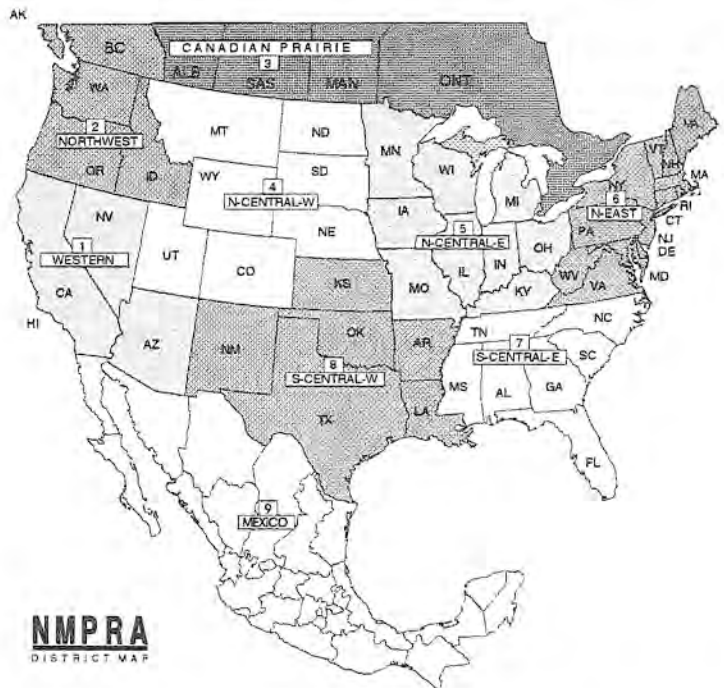 AK
BC
CANADIAN PRAIRIE
3
ALB
SAS
MAN
ONT
WA
2
NORTHWEST
OR
ID
MT
ND
MN
WI
MI
VT
NH
MA
WY
4
N-CENTRAL-W
SD
NE
IA
5
N-CENTRAL-E
NY
6
N-EAST
RI
CT
PA
NJ
DE
MD
NV
1
WESTERN
CA
HI
UT
CO
KS
MO
IL
IN
OH
KY
WV
VA
AZ
NM
OK
8
S-CENTRAL-W
TX
AR
LA
TN
7
S-CENTRAL-E
NC
SC
MS
AL
GA
FL
9
MEXICO
NMPRA
DISTRICT MAP